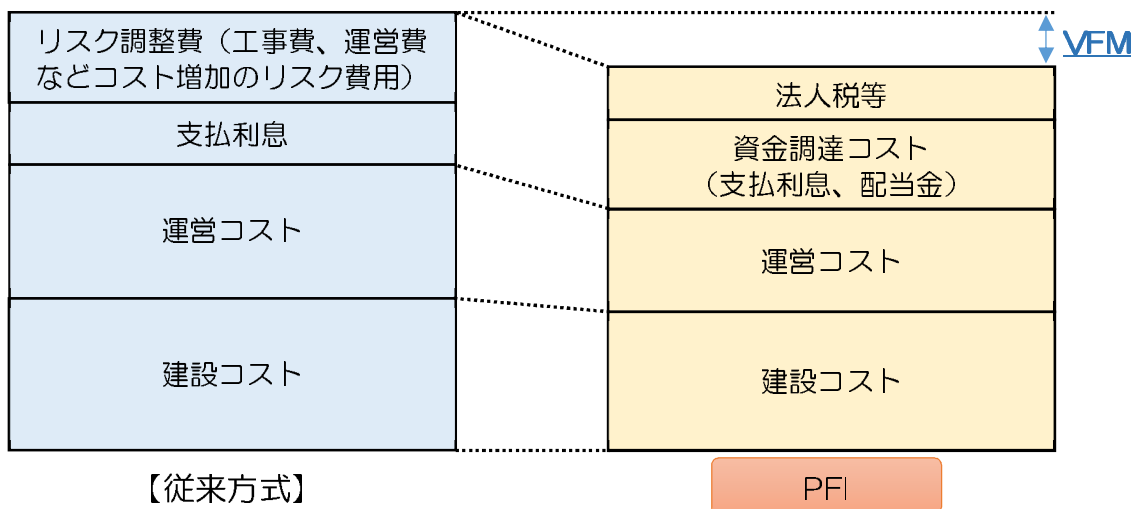 リスク調整費（工事費、運営費
などコスト増加のリスク費用）
支払利息
運営コスト
建設コスト
【従来方式】
VFM
法人税等
資金調達コスト
（支払利息、配当金）
運営コスト
建設コスト
PFI